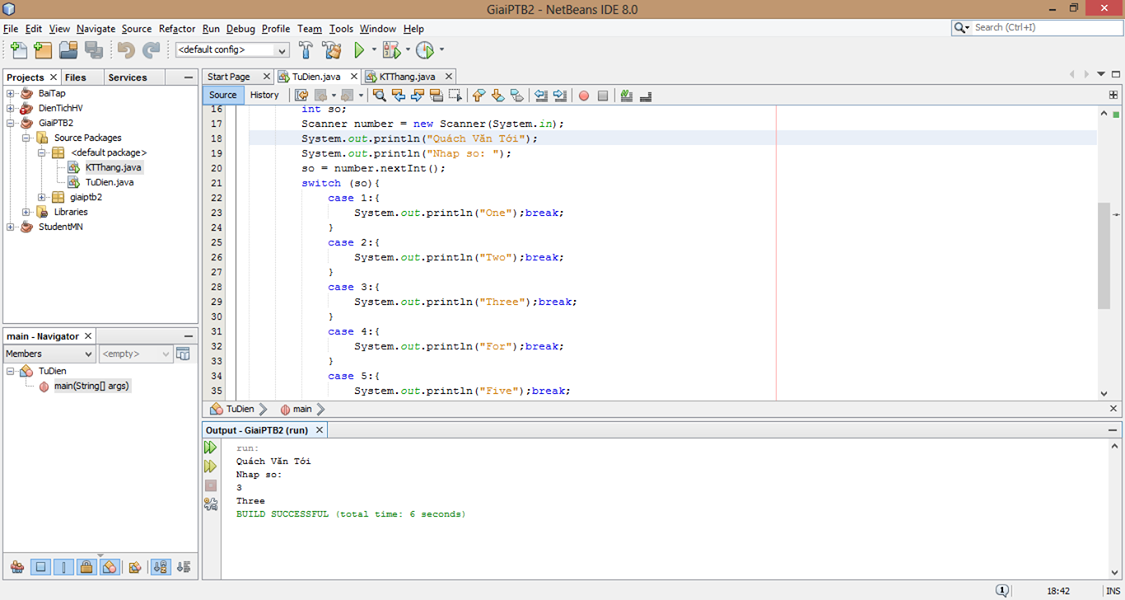 GiaiPTB2 - NetBeans IDE 8.0
File Edit View Navigate Source Refactor Run Debug Profile Team Tools Window Help
Search (Ctrl+I)
<default config>
Projects Files Services
BaiTap
DienTichHV
GiaiPTB2
Source Packages
<default package>
KTThang.java
TuDien.java
giaiptb2
Libraries
StudentMN
main - Navigator
Members <empty>
TuDien
main(String[] args)
Start Page TuDien.java KTThang.java
Source History
16 int so;
17 Scanner number = new Scanner(System.in);
18 System.out.println("Quách Văn Tới");
19 System.out.println("Nhap so: ");
20 so = number.nextInt();
21 switch (so){
22 case 1:{
23 System.out.println("One");break;
24 }
25 case 2:{
26 System.out.println("Two");break;
27 }
28 case 3:{
29 System.out.println("Three");break;
30 }
31 case 4:{
32 System.out.println("For");break;
33 }
34 case 5:{
35 System.out.println("Five");break;
TuDien main
Output - GiaiPTB2 (run)
run:
Quách Văn Tới
Nhap so:
3
Three
BUILD SUCCESSFUL (total time: 6 seconds)
1 18:42 INS